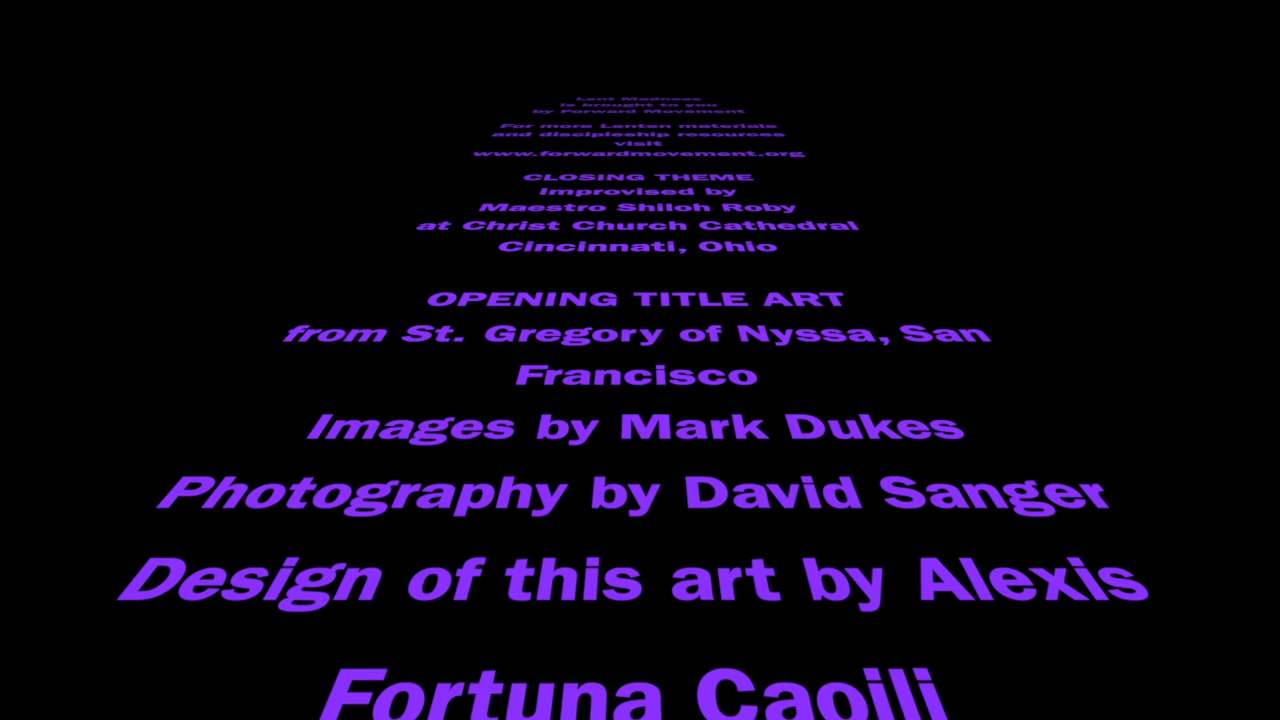 Lent Madness
is brought to you
by Forward Movement
For more Lenten materials
and discipleship resources
visit
www.forwardmovement.org
CLOSING THEME
Improvised by
Maestro Shiloh Roby
at Christ Church Cathedral
Cincinnati, Ohio
OPENING TITLE ART
from St. Gregory of Nyssa, San
Francisco
Images by Mark Dukes
Photography by David Sanger
Design of this art by Alexis
Fortuna Caoili